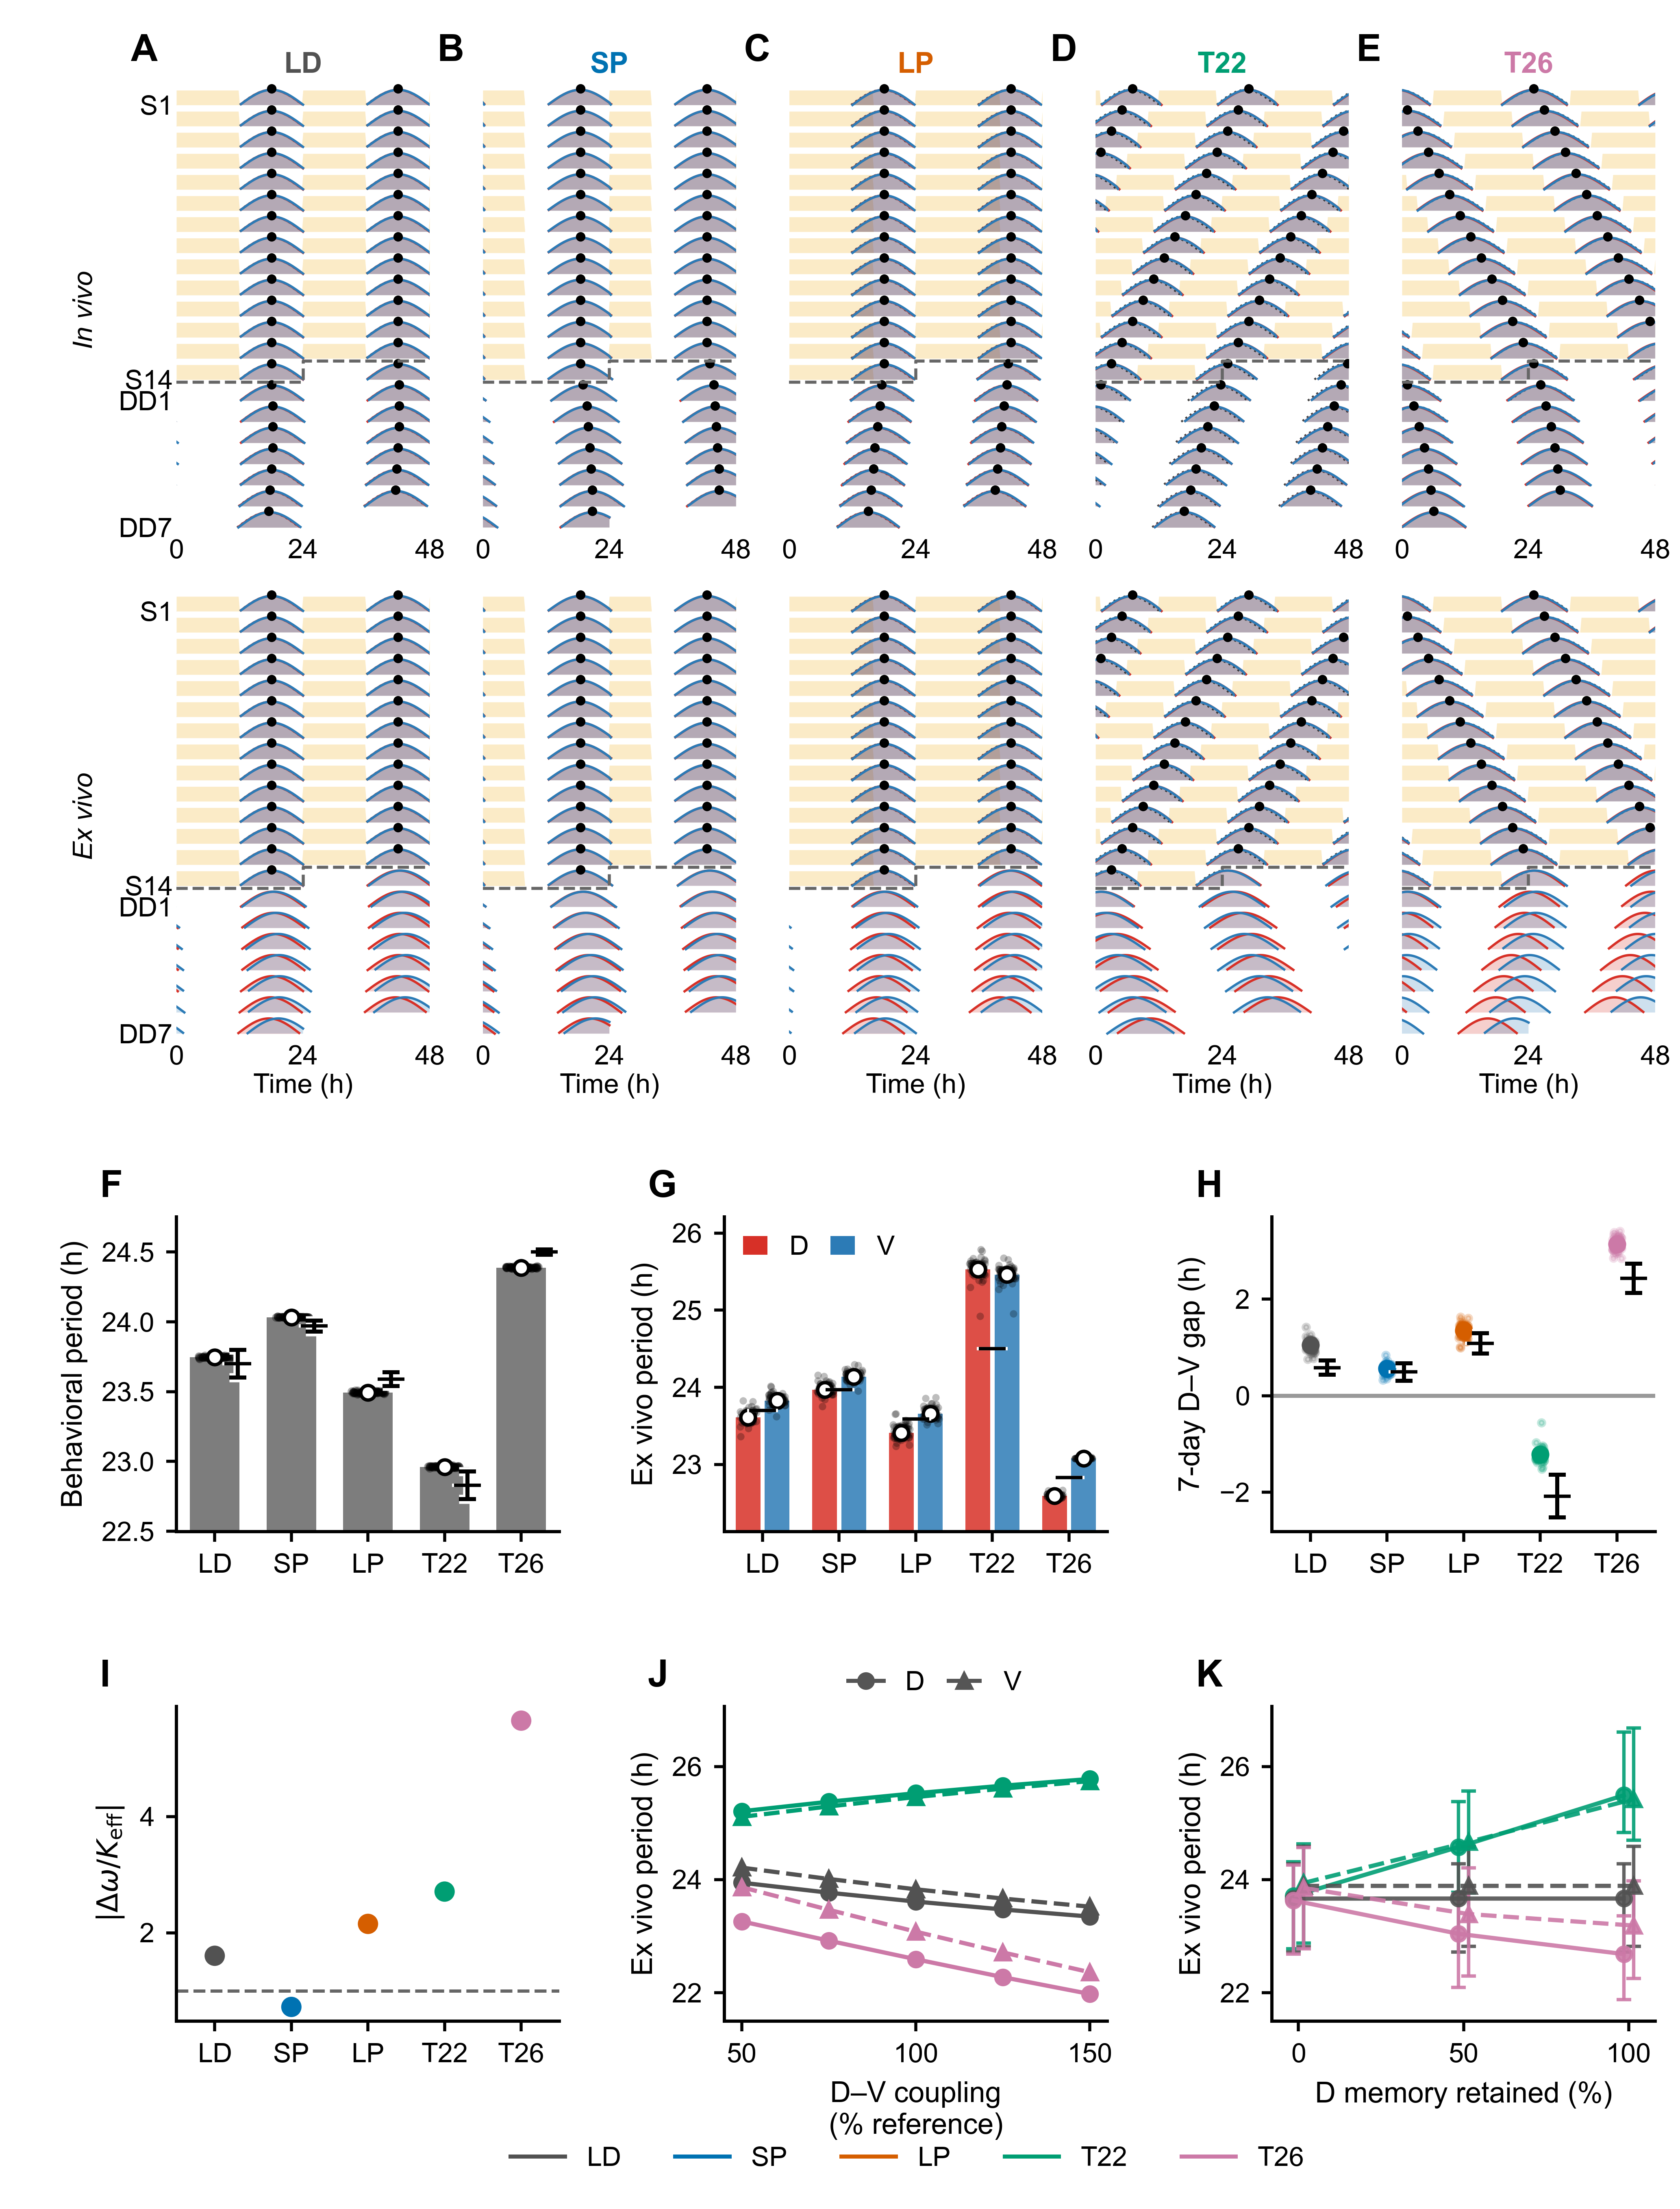 A B C D E
LD SP LP T22 T26
S1
In vivo
S14
DD1
DD7
0 24 48 0 24 48 0 24 48 0 24 48 0 24 48
S1
Ex vivo
S14
DD1
DD7
0 24 48 0 24 48 0 24 48 0 24 48 0 24 48
Time (h) Time (h) Time (h) Time (h) Time (h)
F
Behavioral period (h)
24.5
24.0
23.5
23.0
22.5
LD SP LP T22 T26
G
Ex vivo period (h)
D V
26
25
24
23
LD SP LP T22 T26
H
7-day D–V gap (h)
2
0
−2
LD SP LP T22 T26
I
|Δω/Keff|
4
2
LD SP LP T22 T26
J
D V
Ex vivo period (h)
26
24
22
50 100 150
D–V coupling
(% reference)
K
Ex vivo period (h)
26
24
22
0 50 100
D memory retained (%)
LD SP LP T22 T26